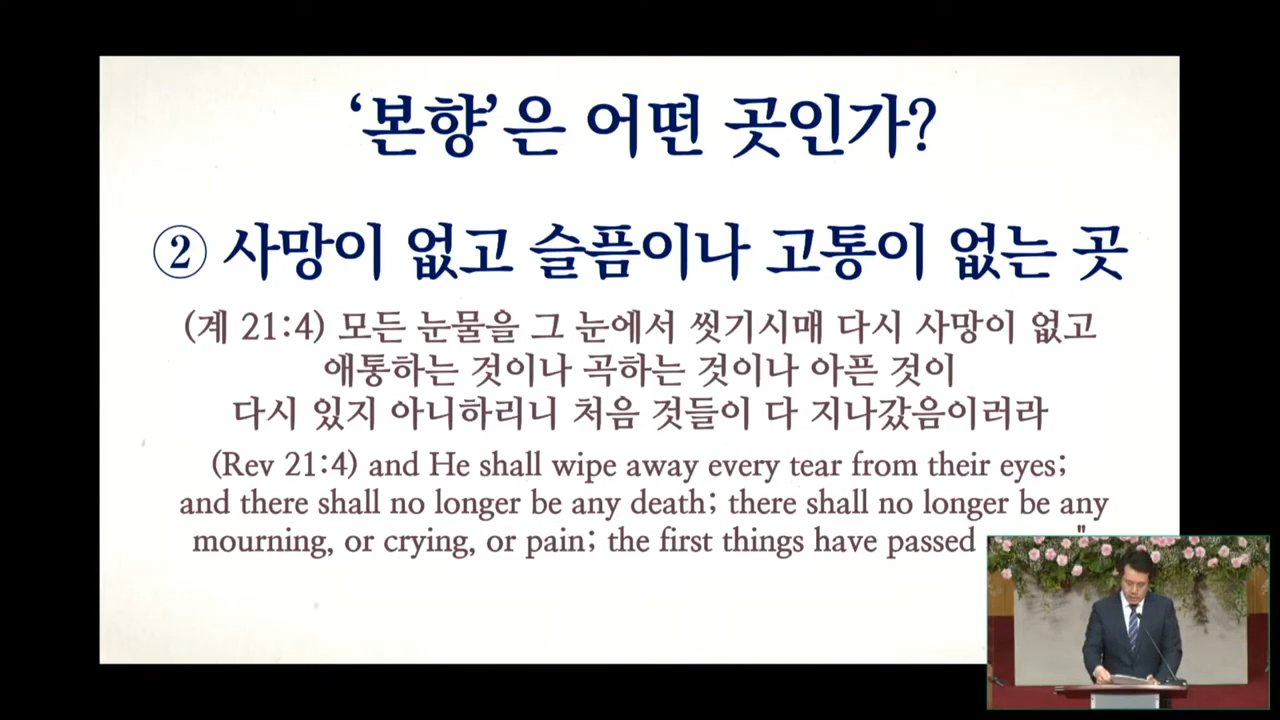 ‘본향’은 어떤 곳인가?
② 사망이 없고 슬픔이나 고통이 없는 곳
(계 21:4) 모든 눈물을 그 눈에서 씻기시매 다시 사망이 없고
애통하는 것이나 곡하는 것이나 아픈 것이
다시 있지 아니하리니 처음 것들이 다 지나갔음이러라
(Rev 21:4) and He shall wipe away every tear from their eyes;
and there shall no longer be any death; there shall no longer be any
mourning, or crying, or pain; the first things have passed "